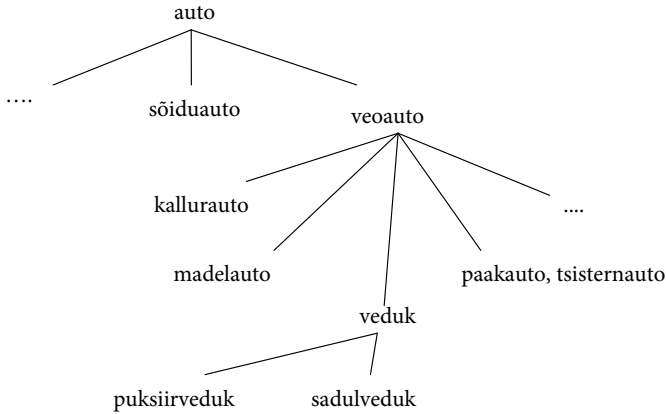 auto
…. sõiduauto veoauto
kallurauto ....
madelauto paakauto, tsisternauto
veduk
puksiirveduk sadulveduk